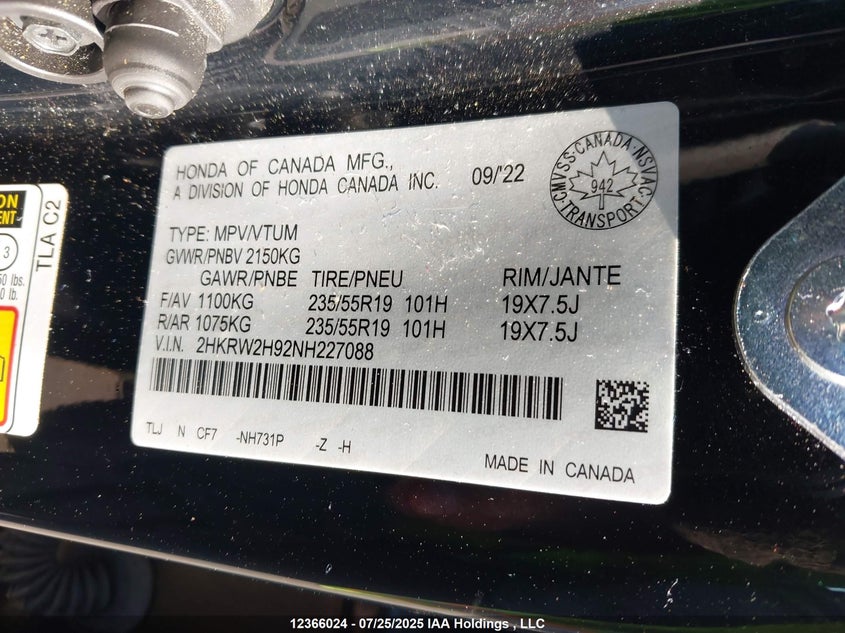 HONDA OF CANADA MFG.,
A DIVISION OF HONDA CANADA INC.
09/'22
CMVSS·CANADA·NSVAC
942
TRANSPORT
TYPE: MPV/VTUM
GVWR/PNBV 2150KG
GAWR/PNBE TIRE/PNEU RIM/JANTE
F/AV 1100KG 235/55R19 101H 19X7.5J
R/AR 1075KG 235/55R19 101H 19X7.5J
V.I.N. 2HKRW2H92NH227088
TLJ N CF7 -NH731P -Z -H
MADE IN CANADA
TLA C2
3
lbs.
lb.
12366024 - 07/25/2025 IAA Holdings , LLC